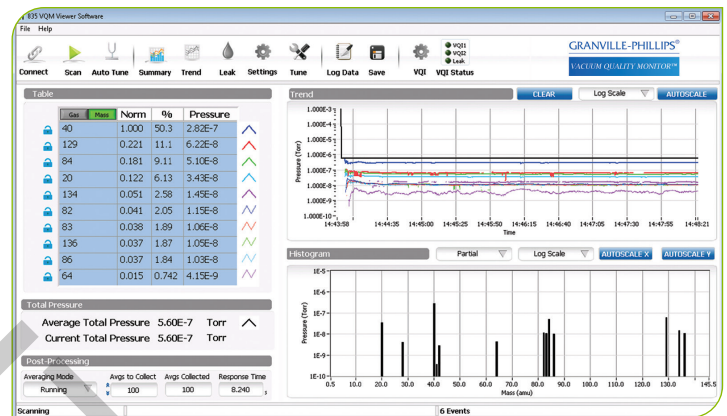 835 VQM Viewer Software
File Help
Connect Scan Auto Tune Summary Trend Leak Settings Tune Log Data Save VQI VQI Status
VQI1
VQI2
Leak
GRANVILLE-PHILLIPS®
VACUUM QUALITY MONITOR™
Table
Gas Mass Norm % Pressure
40 1.000 50.3 2.82E-7
129 0.221 11.1 6.22E-8
84 0.181 9.11 5.10E-8
20 0.122 6.13 3.43E-8
134 0.051 2.58 1.45E-8
82 0.041 2.05 1.15E-8
83 0.038 1.89 1.06E-8
136 0.037 1.87 1.05E-8
86 0.037 1.84 1.03E-8
64 0.015 0.742 4.15E-9
Total Pressure
Average Total Pressure 5.60E-7 Torr
Current Total Pressure 5.60E-7 Torr
Post-Processing
Averaging Mode Avgs to Collect Avgs Collected Response Time
Running 100 100 8.240 s
Scanning
6 Events
Trend CLEAR Log Scale AUTOSCALE
Pressure (Torr)
1.000E-3
1.000E-4
1.000E-5
1.000E-6
1.000E-7
1.000E-8
1.000E-9
1.000E-10
14:43:58 14:44:35 14:45:00 14:45:25 14:45:50 14:46:15 14:46:40 14:47:05 14:47:30 14:47:55 14:48:21
Time
Histogram Partial Log Scale AUTOSCALE X AUTOSCALE Y
Pressure (Torr)
1E-5
1E-6
1E-7
1E-8
1E-9
1E-10
0.5 10.0 20.0 30.0 40.0 50.0 60.0 70.0 80.0 90.0 100.0 110.0 120.0 130.0 145.5
Mass (amu)